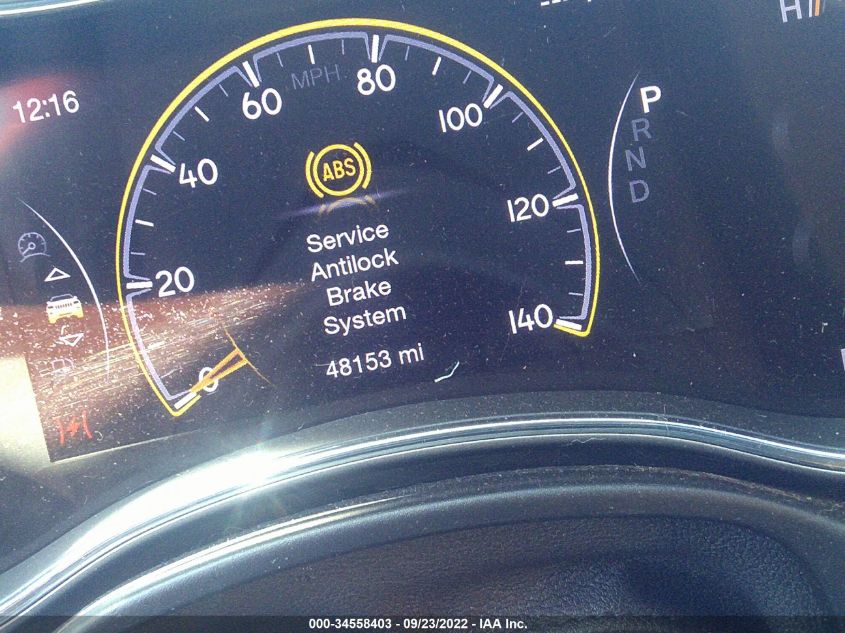 H
12:16
MPH
0
20
40
60
80
100
120
140
P
R
N
D
ABS
Service
Antilock
Brake
System
48153 mi
000-34558403 - 09/23/2022 - IAA Inc.